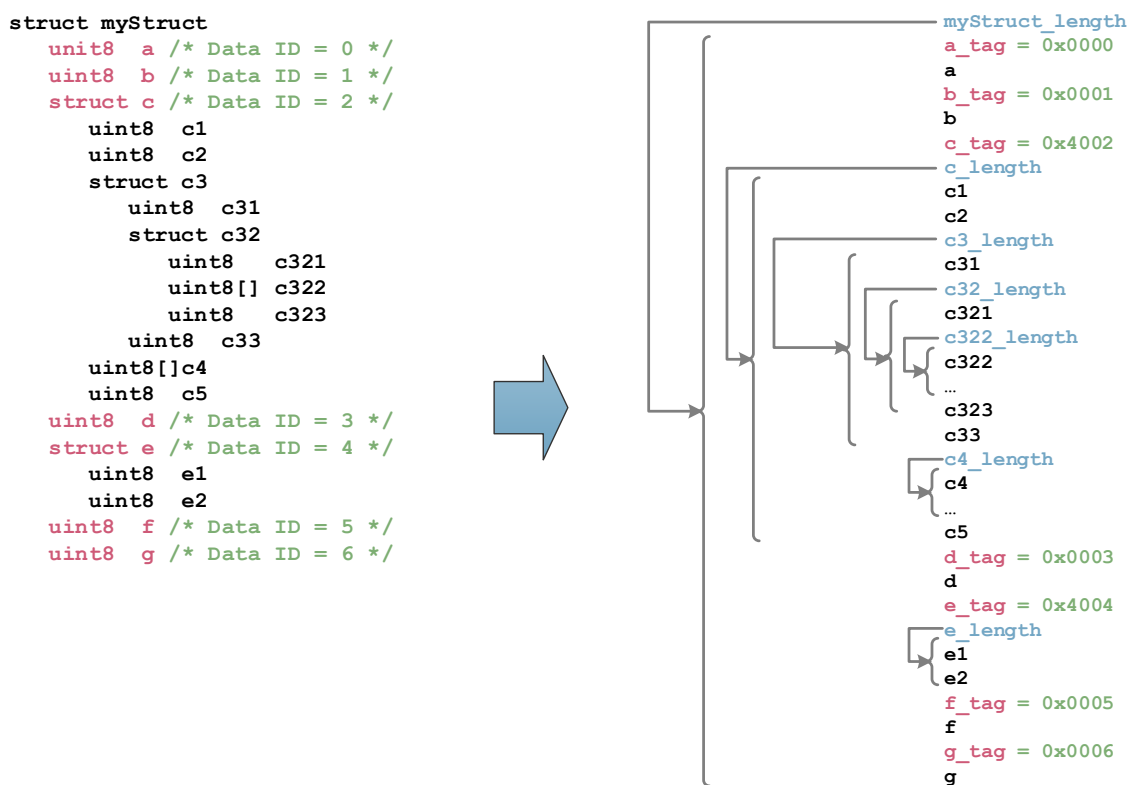 struct myStruct
unit8 a /* Data ID = 0 */
uint8 b /* Data ID = 1 */
struct c /* Data ID = 2 */
uint8 c1
uint8 c2
struct c3
uint8 c31
struct c32
uint8 c321
uint8[] c322
uint8 c323
uint8 c33
uint8[]c4
uint8 c5
uint8 d /* Data ID = 3 */
struct e /* Data ID = 4 */
uint8 e1
uint8 e2
uint8 f /* Data ID = 5 */
uint8 g /* Data ID = 6 */
myStruct_length
a_tag = 0x0000
a
b_tag = 0x0001
b
c_tag = 0x4002
c_length
c1
c2
c3_length
c31
c32_length
c321
c322_length
c322
…
c323
c33
c4_length
c4
…
c5
d_tag = 0x0003
d
e_tag = 0x4004
e_length
e1
e2
f_tag = 0x0005
f
g_tag = 0x0006
g